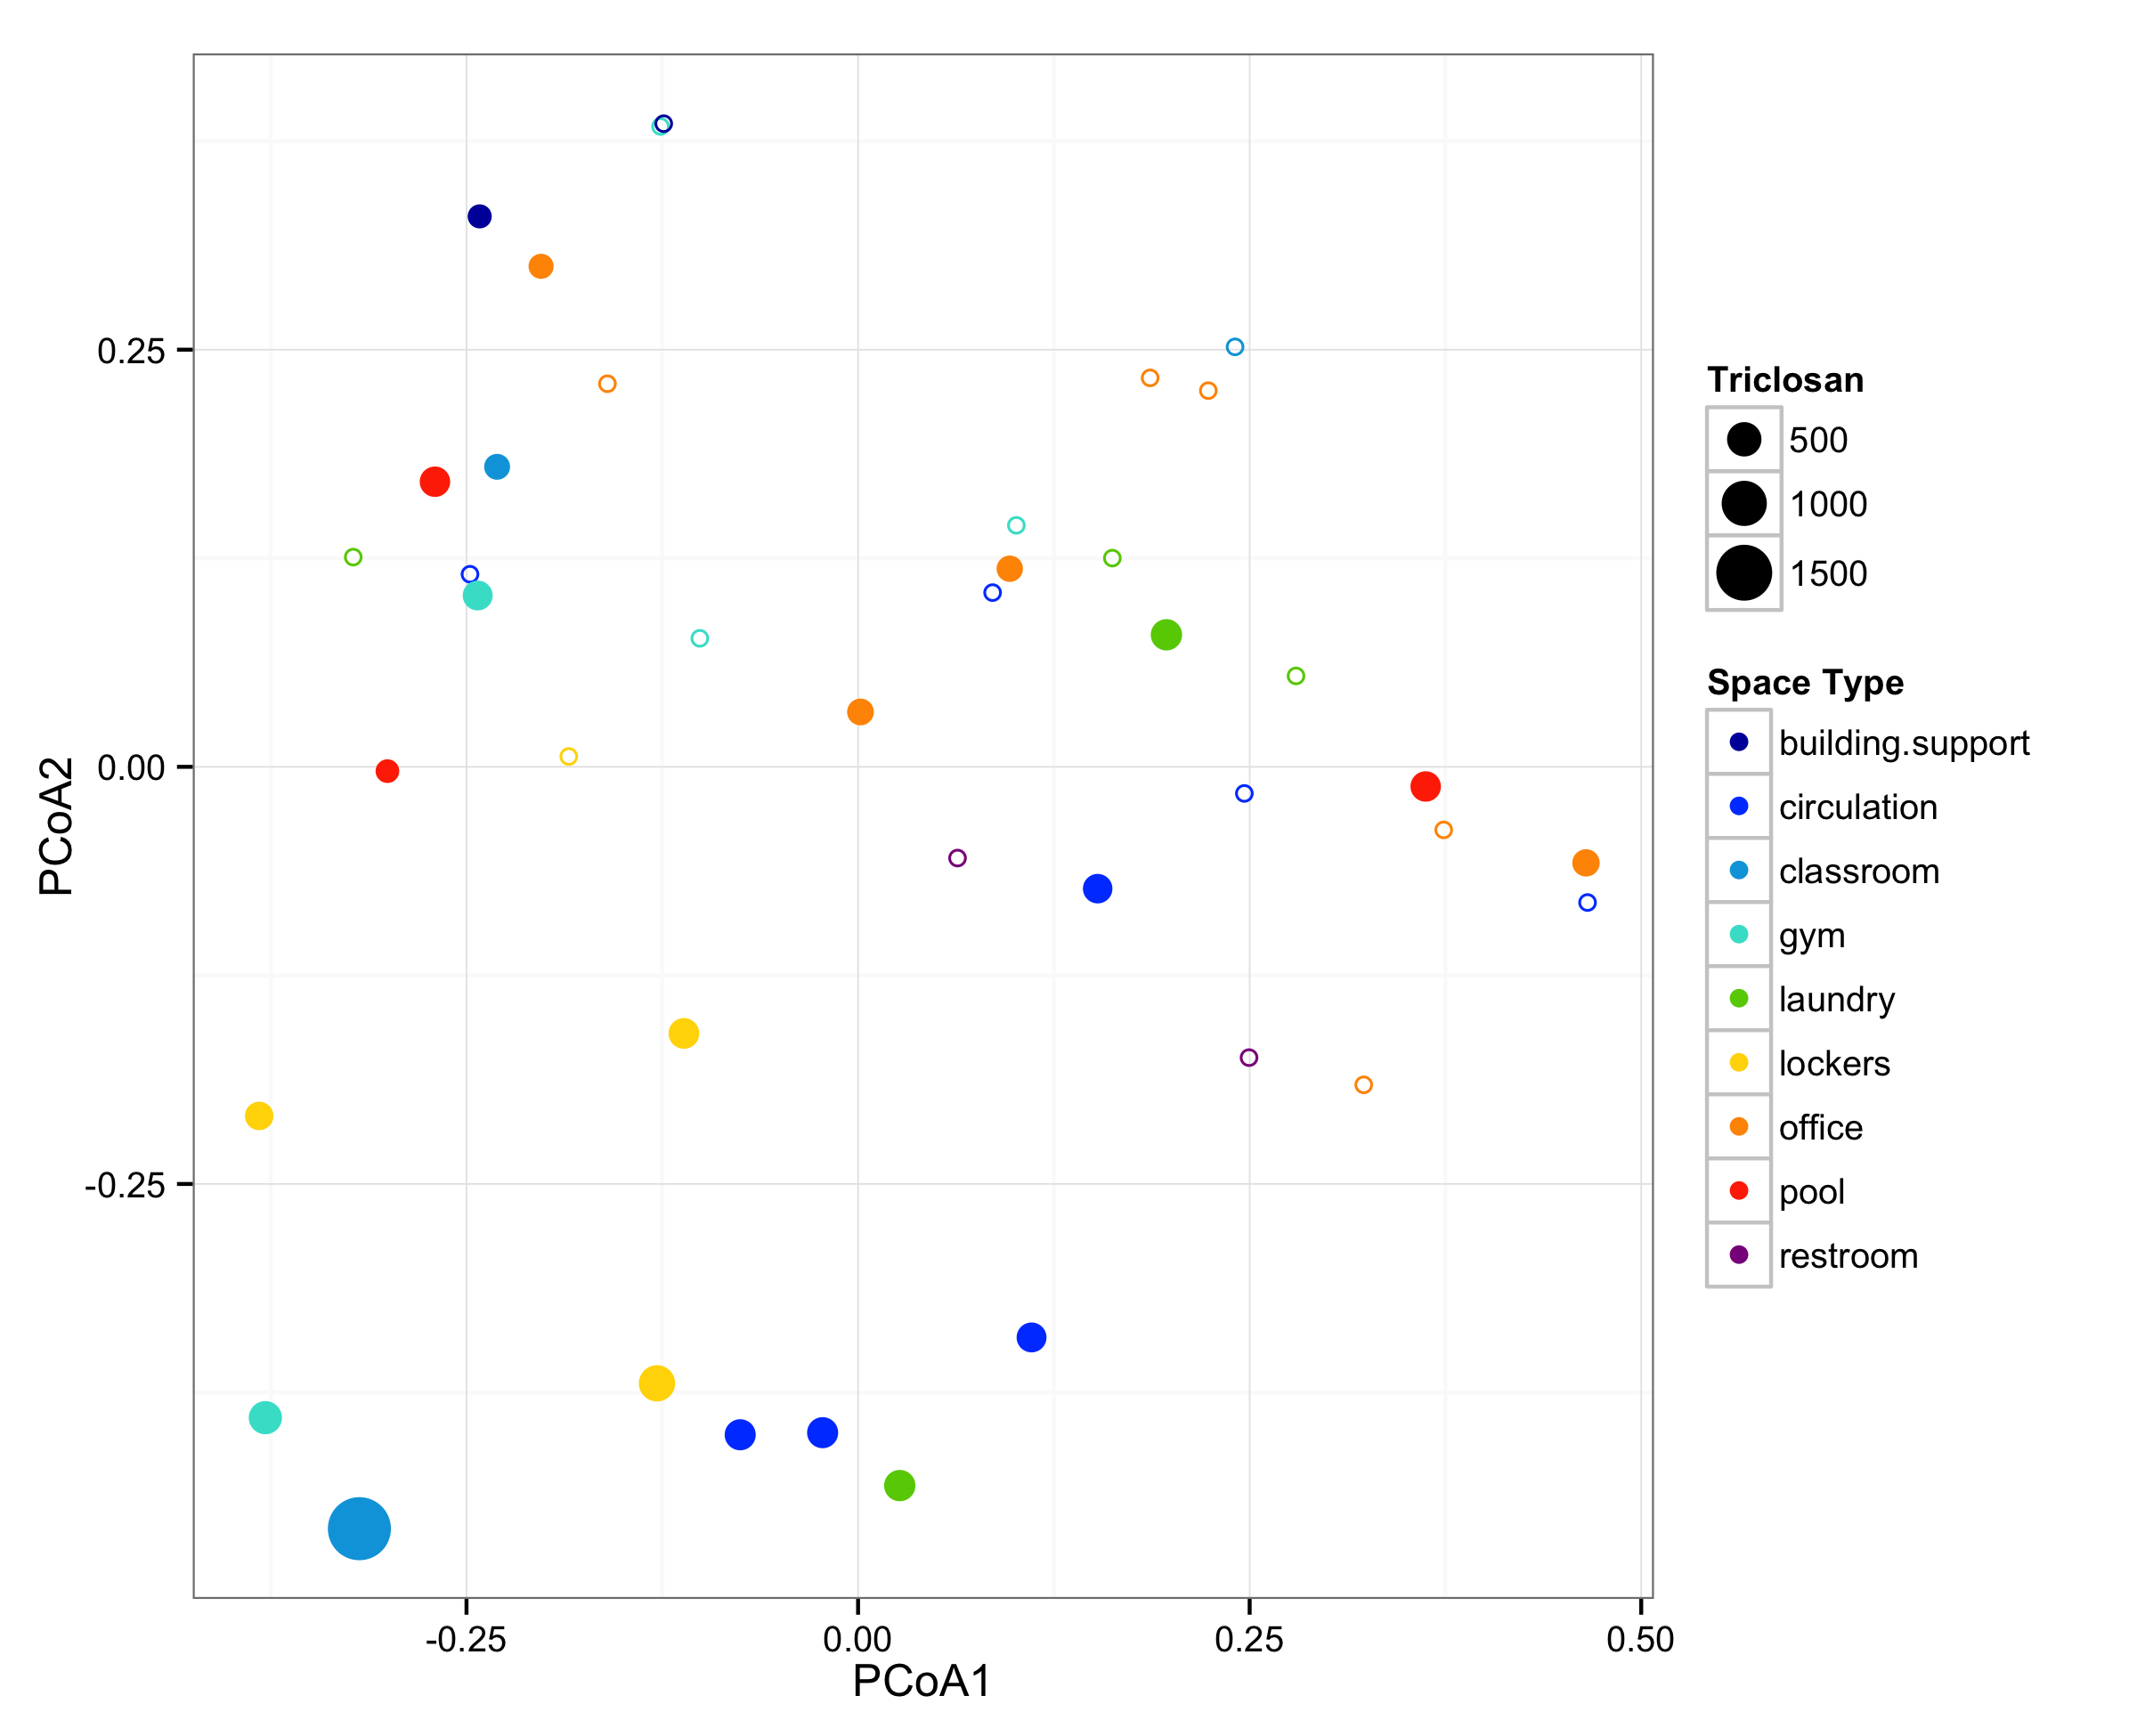 0.25
0.00
-0.25
PCoA2
-0.25
0.00
0.25
0.50
PCoA1
Triclosan
500
1000
1500
Space Type
building.support
circulation
classroom
gym
laundry
lockers
office
pool
restroom